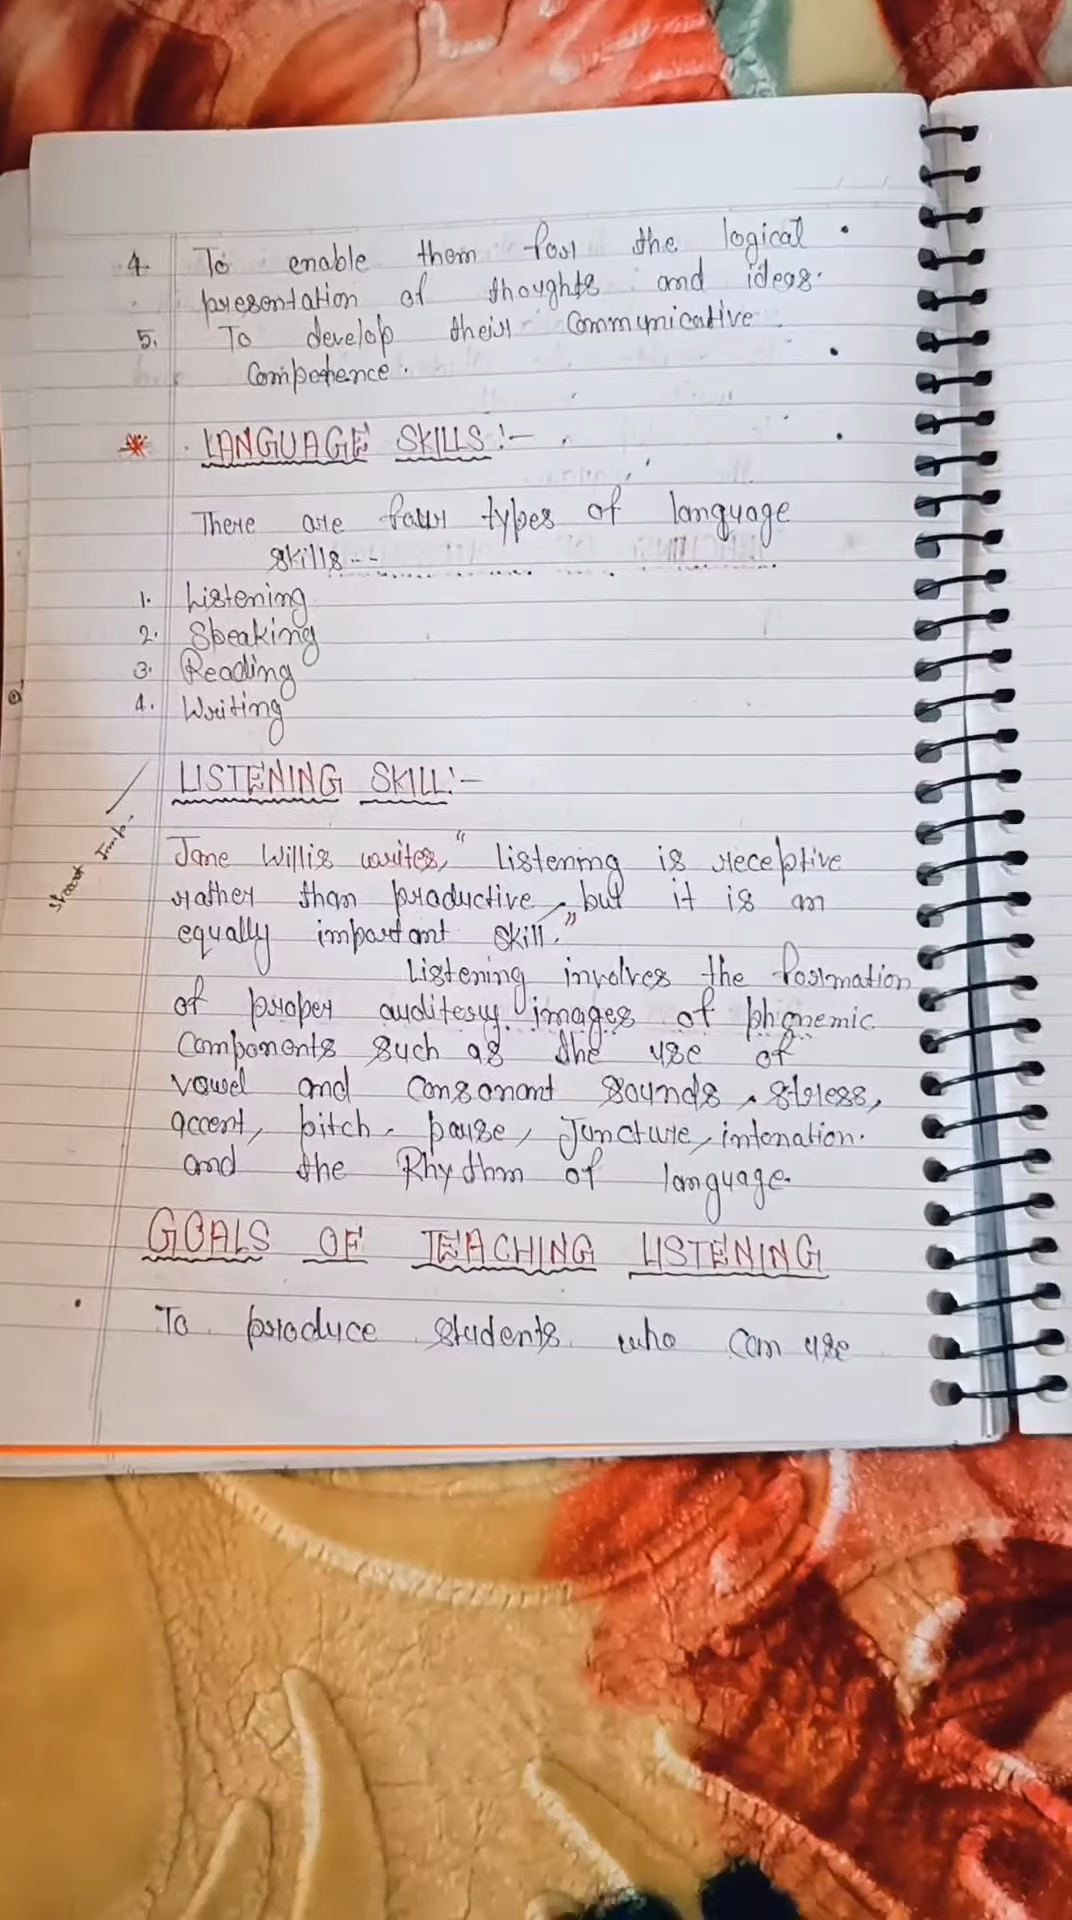 4. To enable them for the logical
presentation of thoughts and ideas.
5. To develop their communicative
competence.
* LANGUAGE SKILLS :-
There are four types of language
skills...
1. Listening
2. Speaking
3. Reading
4. Writing
LISTENING SKILL :-
Imp.
Jane Willis writes, "Listening is receptive
rather than productive, but it is an
equally important skill."
Listening involves the formation
of proper auditory images of phonemic
components such as the use of
vowel and consonant sounds, stress,
accent, pitch, pause, Juncture, intonation.
and the Rhythm of language.
GOALS OF TEACHING LISTENING
To produce students who can use